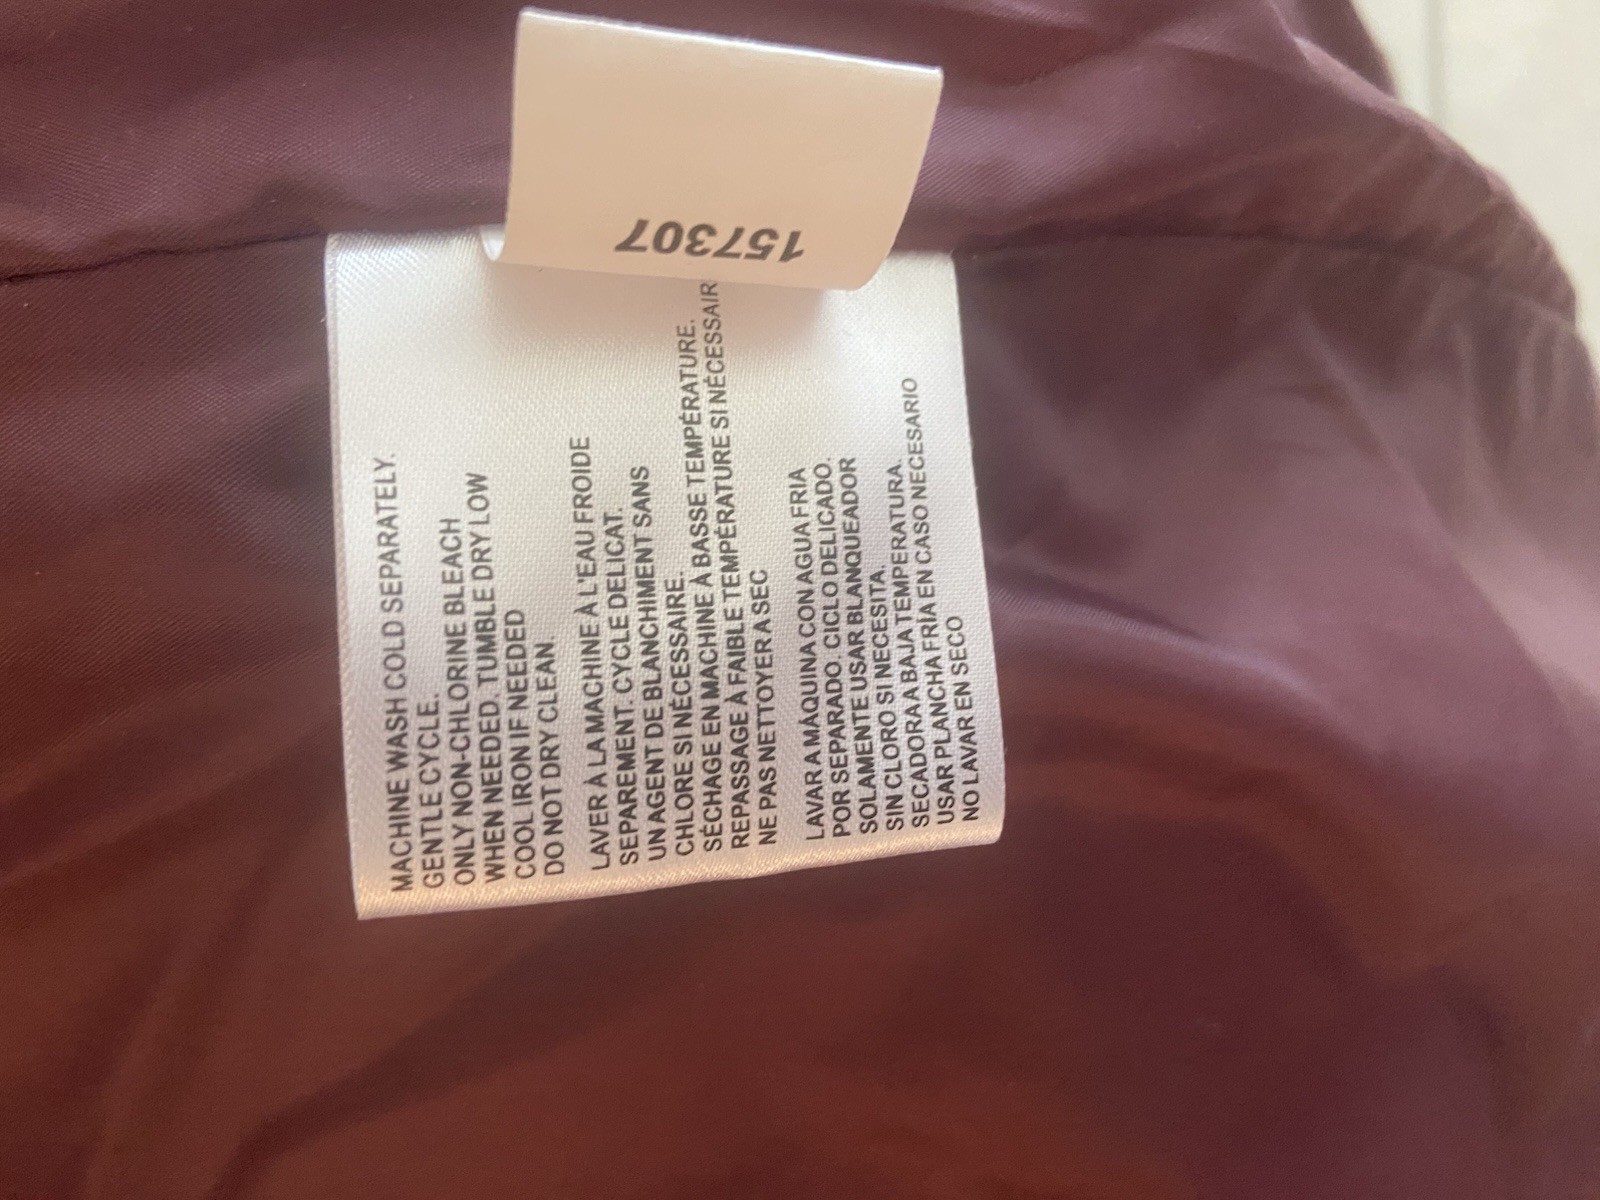 157307
MACHINE WASH COLD SEPARATELY.
GENTLE CYCLE.
ONLY NON-CHLORINE BLEACH
WHEN NEEDED. TUMBLE DRY LOW
COOL IRON IF NEEDED
DO NOT DRY CLEAN.
LAVER À LA MACHINE À L'EAU FROIDE
SEPAREMENT. CYCLE DELICAT.
UN AGENT DE BLANCHIMENT SANS
CHLORE SI NÉCESSAIRE.
SÉCHAGE EN MACHINE À BASSE TEMPÉRATURE.
REPASSAGE À FAIBLE TEMPÉRATURE SI NÉCESSAIR
NE PAS NETTOYER A SEC
LAVAR A MÁQUINA CON AGUA FRIA
POR SEPARADO. CICLO DELICADO.
SOLAMENTE USAR BLANQUEADOR
SIN CLORO SI NECESITA.
SECADORA A BAJA TEMPERATURA.
USAR PLANCHA FRÍA EN CASO NECESARIO
NO LAVAR EN SECO